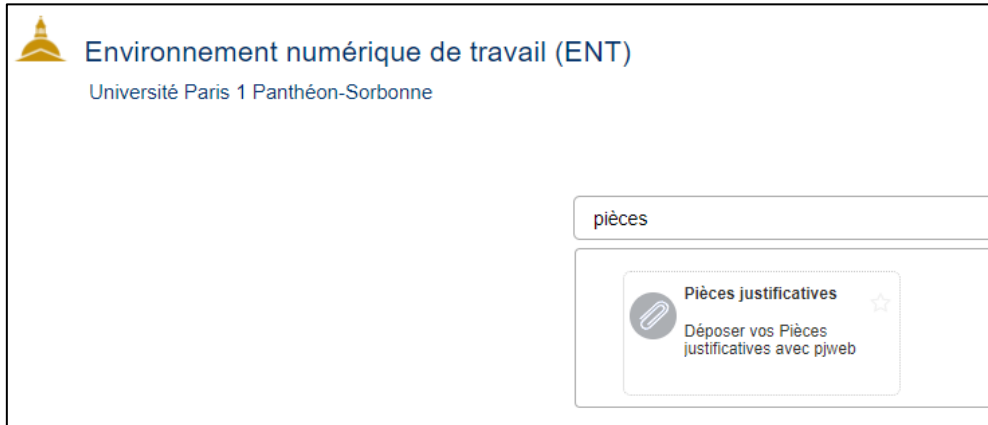 Environnement numérique de travail (ENT)
Université Paris 1 Panthéon-Sorbonne
pièces
Pièces justificatives
Déposer vos Pièces
justificatives avec pjweb